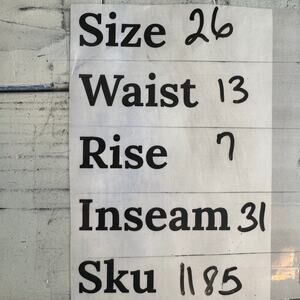 Size 26
Waist 13
Rise 7
Inseam 31
Sku 1185